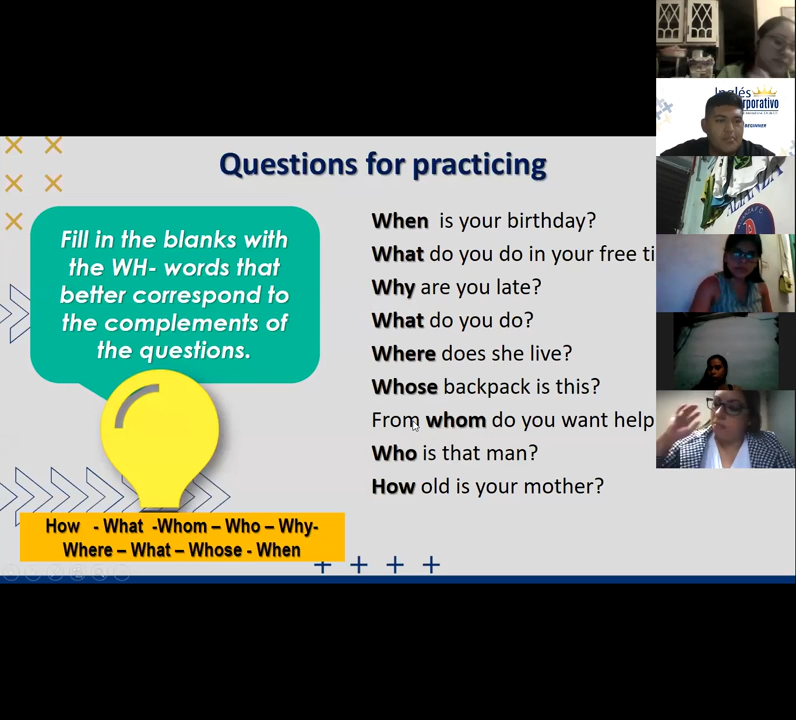 Questions for practicing
Fill in the blanks with
the WH- words that
better correspond to
the complements of
the questions.
How - What -Whom – Who – Why-
Where – What – Whose - When
When is your birthday?
What do you do in your free ti
Why are you late?
What do you do?
Where does she live?
Whose backpack is this?
From whom do you want help
Who is that man?
How old is your mother?
Inglés
rporativo
BEGINNER
ALIANZA